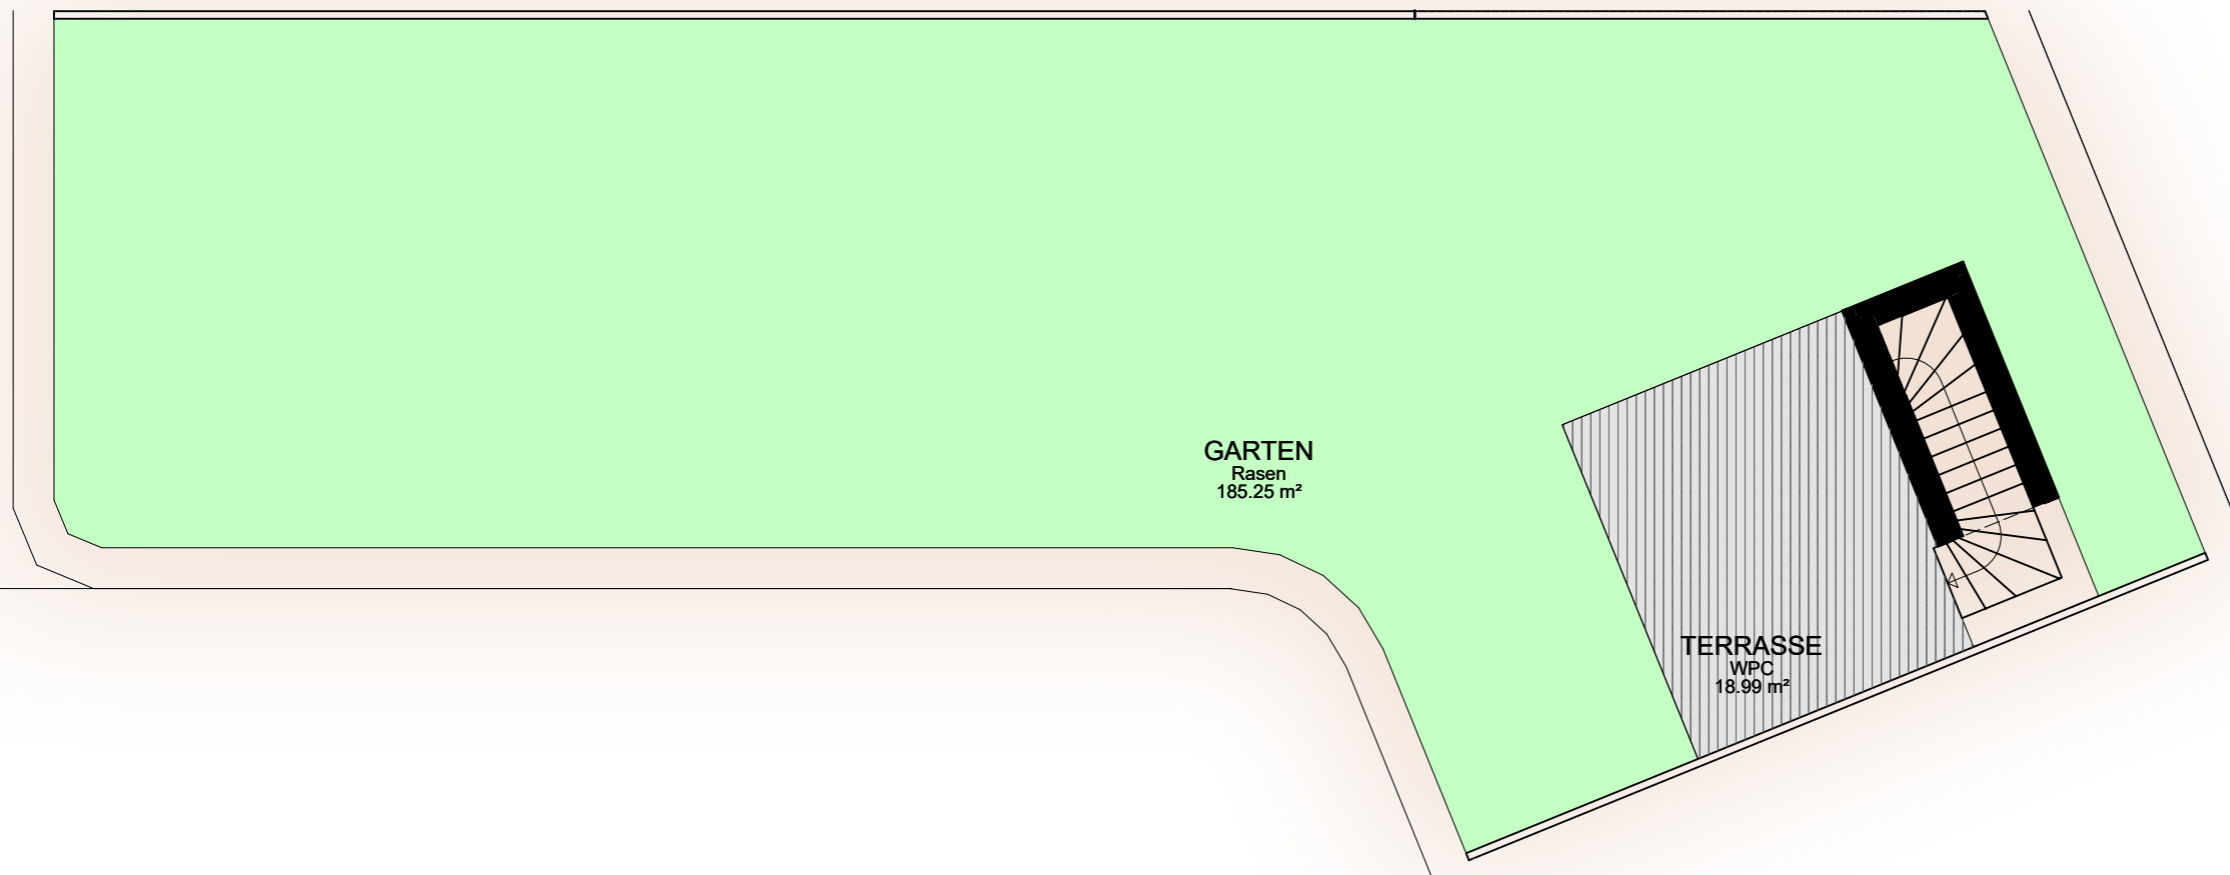 GARTEN
Rasen
185.25 m²
TERRASSE
WPC
18.99 m²